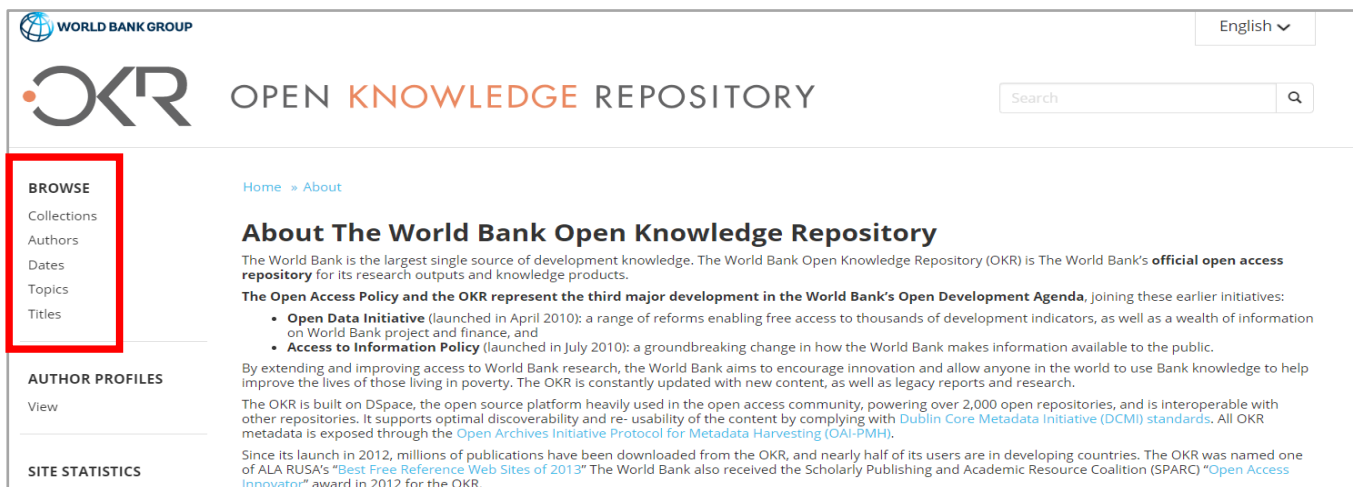 WORLD BANK GROUP
English
OKR OPEN KNOWLEDGE REPOSITORY
Search
BROWSE
Collections
Authors
Dates
Topics
Titles
AUTHOR PROFILES
View
SITE STATISTICS
Home » About
About The World Bank Open Knowledge Repository
The World Bank is the largest single source of development knowledge. The World Bank Open Knowledge Repository (OKR) is The World Bank's official open access
repository for its research outputs and knowledge products.
The Open Access Policy and the OKR represent the third major development in the World Bank's Open Development Agenda, joining these earlier initiatives:
• Open Data Initiative (launched in April 2010): a range of reforms enabling free access to thousands of development indicators, as well as a wealth of information
on World Bank project and finance, and
• Access to Information Policy (launched in July 2010): a groundbreaking change in how the World Bank makes information available to the public.
By extending and improving access to World Bank research, the World Bank aims to encourage innovation and allow anyone in the world to use Bank knowledge to help
improve the lives of those living in poverty. The OKR is constantly updated with new content, as well as legacy reports and research.
The OKR is built on DSpace, the open source platform heavily used in the open access community, powering over 2,000 open repositories, and is interoperable with
other repositories. It supports optimal discoverability and re- usability of the content by complying with Dublin Core Metadata Initiative (DCMI) standards. All OKR
metadata is exposed through the Open Archives Initiative Protocol for Metadata Harvesting (OAI-PMH).
Since its launch in 2012, millions of publications have been downloaded from the OKR, and nearly half of its users are in developing countries. The OKR was named one
of ALA RUSA's "Best Free Reference Web Sites of 2013" The World Bank also received the Scholarly Publishing and Academic Resource Coalition (SPARC) "Open Access
Innovator" award in 2012 for the OKR.